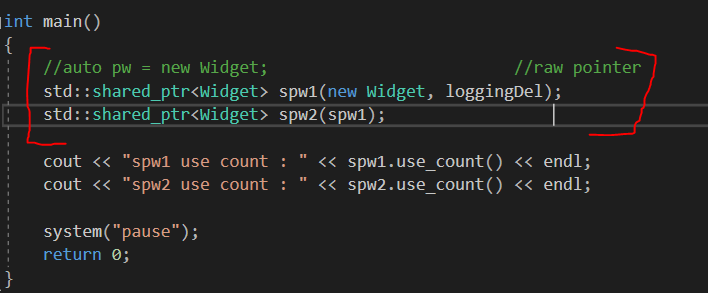 int main()
{
//auto pw = new Widget; //raw pointer
std::shared_ptr<Widget> spw1(new Widget, loggingDel);
std::shared_ptr<Widget> spw2(spw1);
cout << "spw1 use count : " << spw1.use_count() << endl;
cout << "spw2 use count : " << spw2.use_count() << endl;
system("pause");
return 0;
}